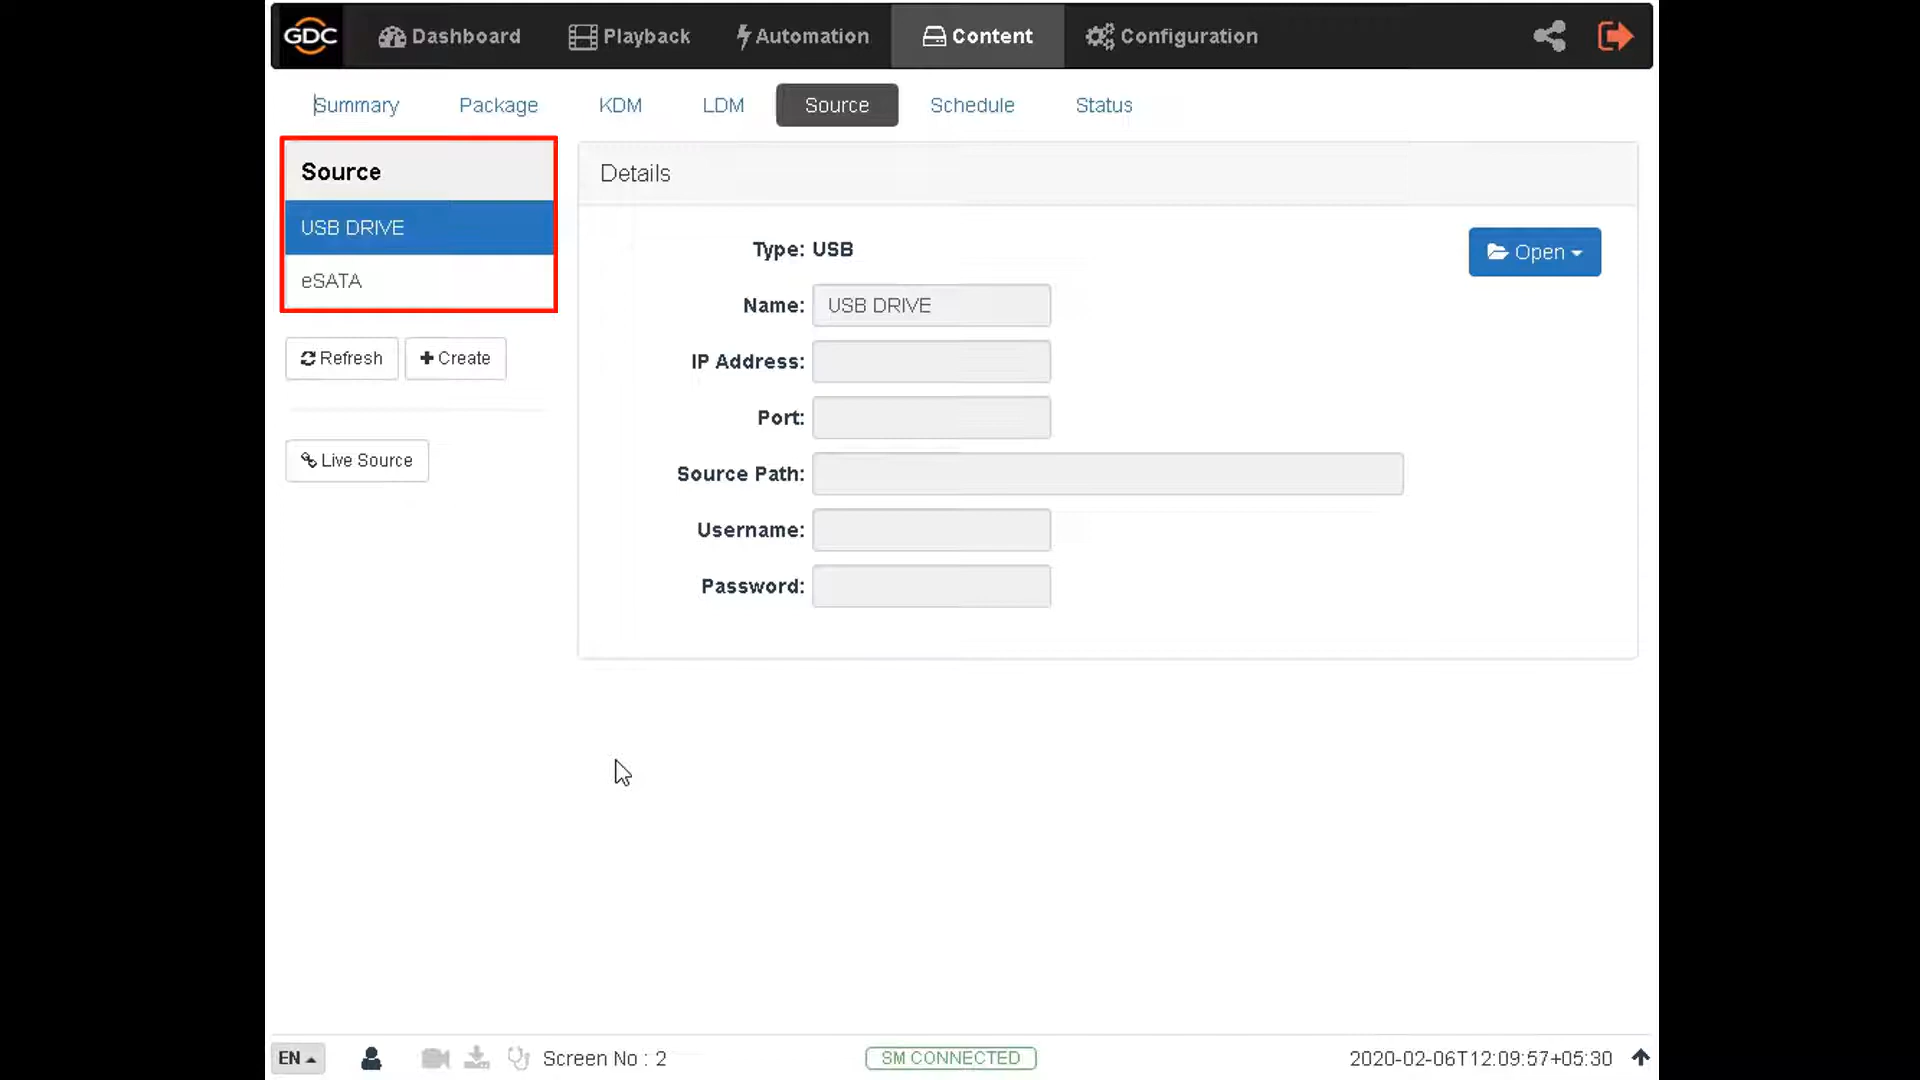 GDC Dashboard Playback Automation Content Configuration
Summary Package KDM LDM Source Schedule Status
Source
USB DRIVE
eSATA
Refresh Create
Live Source
Details
Type: USB
Open
Name: USB DRIVE
IP Address:
Port:
Source Path:
Username:
Password:
EN Screen No : 2 SM CONNECTED 2020-02-06T12:09:57+05:30